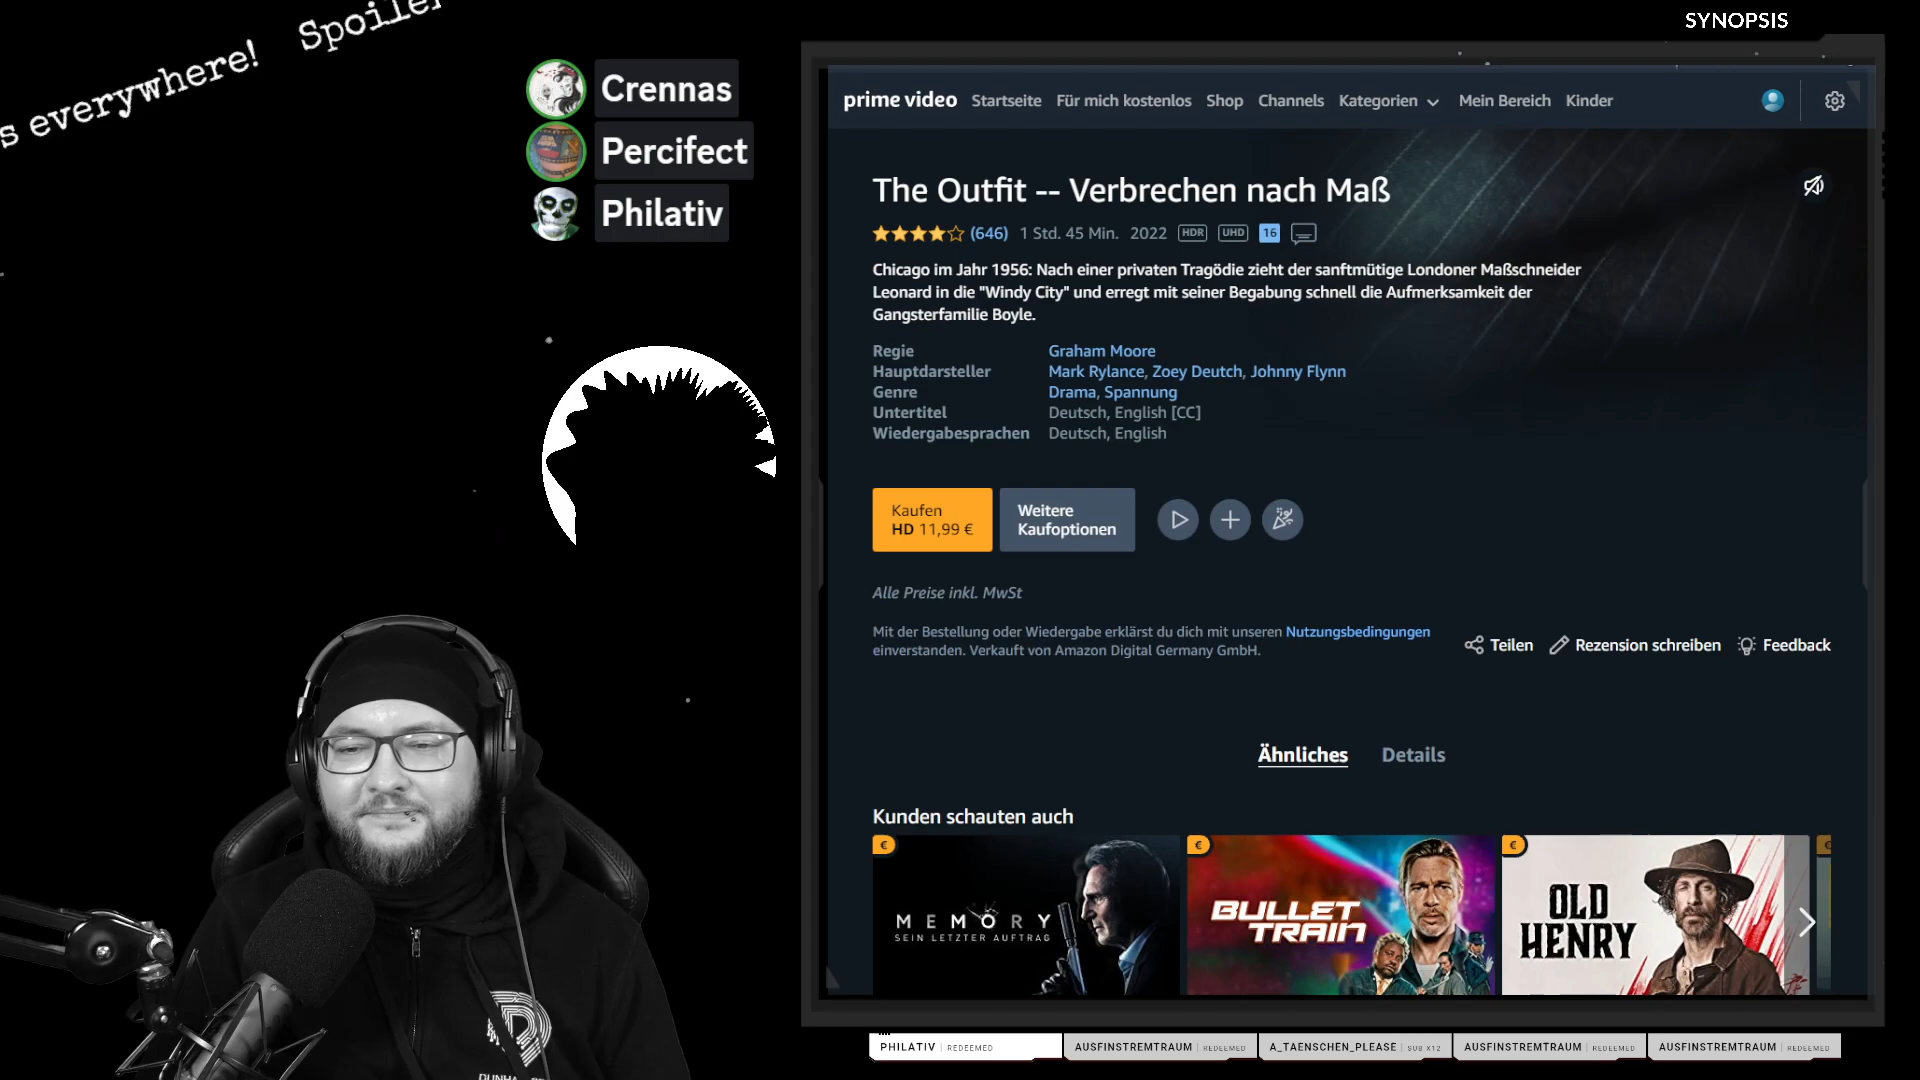 SYNOPSIS
s everywhere! Spoiler
Crennas
Percifect
Philativ
prime video Startseite Für mich kostenlos Shop Channels Kategorien Mein Bereich Kinder
The Outfit -- Verbrechen nach Maß
(646) 1 Std. 45 Min. 2022 HDR UHD 16
Chicago im Jahr 1956: Nach einer privaten Tragödie zieht der sanftmütige Londoner Maßschneider
Leonard in die "Windy City" und erregt mit seiner Begabung schnell die Aufmerksamkeit der
Gangsterfamilie Boyle.
Regie Graham Moore
Hauptdarsteller Mark Rylance, Zoey Deutch, Johnny Flynn
Genre Drama, Spannung
Untertitel Deutsch, English [CC]
Wiedergabesprachen Deutsch, English
Kaufen
HD 11,99 €
Weitere
Kaufoptionen
Alle Preise inkl. MwSt
Mit der Bestellung oder Wiedergabe erklärst du dich mit unseren Nutzungsbedingungen
einverstanden. Verkauft von Amazon Digital Germany GmbH.
Teilen Rezension schreiben Feedback
Ähnliches Details
Kunden schauten auch
€ € € €
MEMORY
SEIN LETZTER AUFTRAG
BULLET
TRAIN
OLD
HENRY
PHILATIV | REDEEMED AUSFINSTREMTRAUM | REDEEMED A_TAENSCHEN_PLEASE | SUB X12 AUSFINSTREMTRAUM | REDEEMED AUSFINSTREMTRAUM | REDEEMED